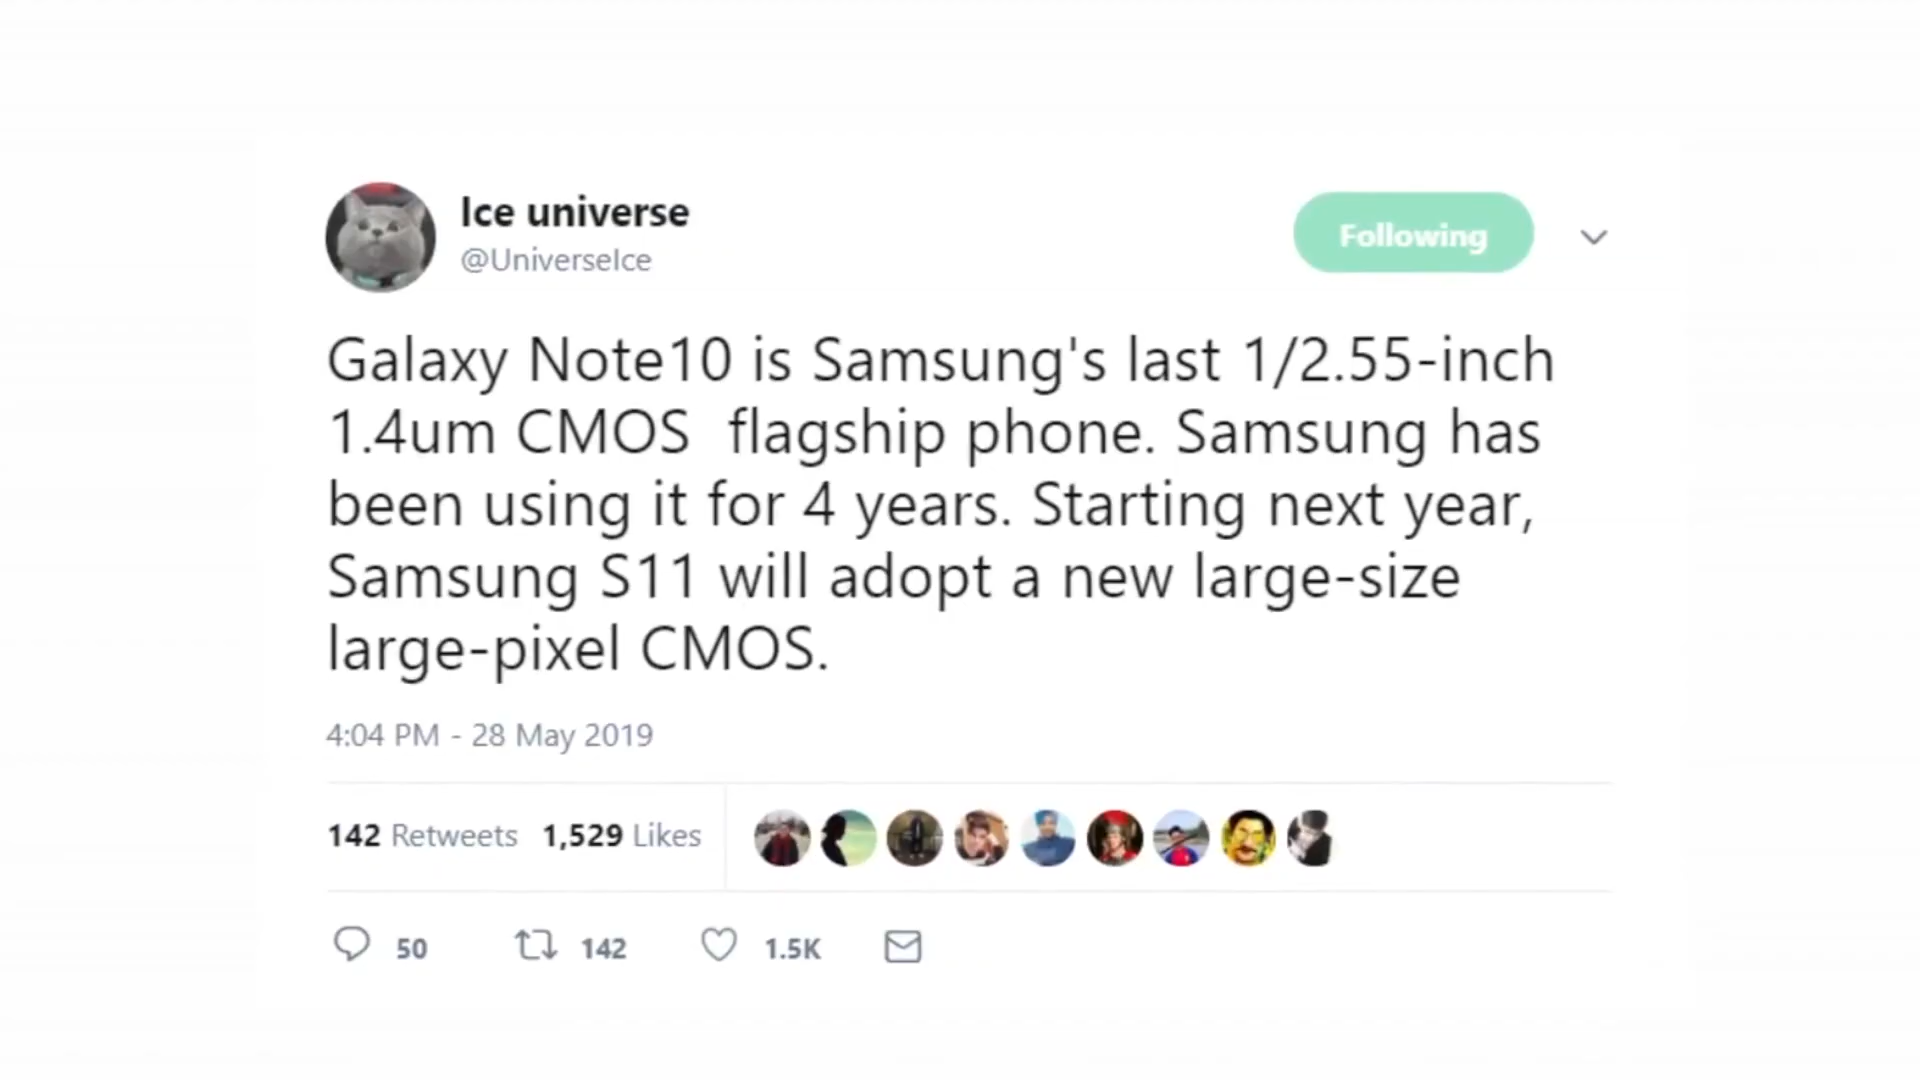 Ice universe
@UniverseIce
Following
Galaxy Note10 is Samsung's last 1/2.55-inch
1.4um CMOS  flagship phone. Samsung has
been using it for 4 years. Starting next year,
Samsung S11 will adopt a new large-size
large-pixel CMOS.
4:04 PM - 28 May 2019
142 Retweets 1,529 Likes
50 142 1.5K